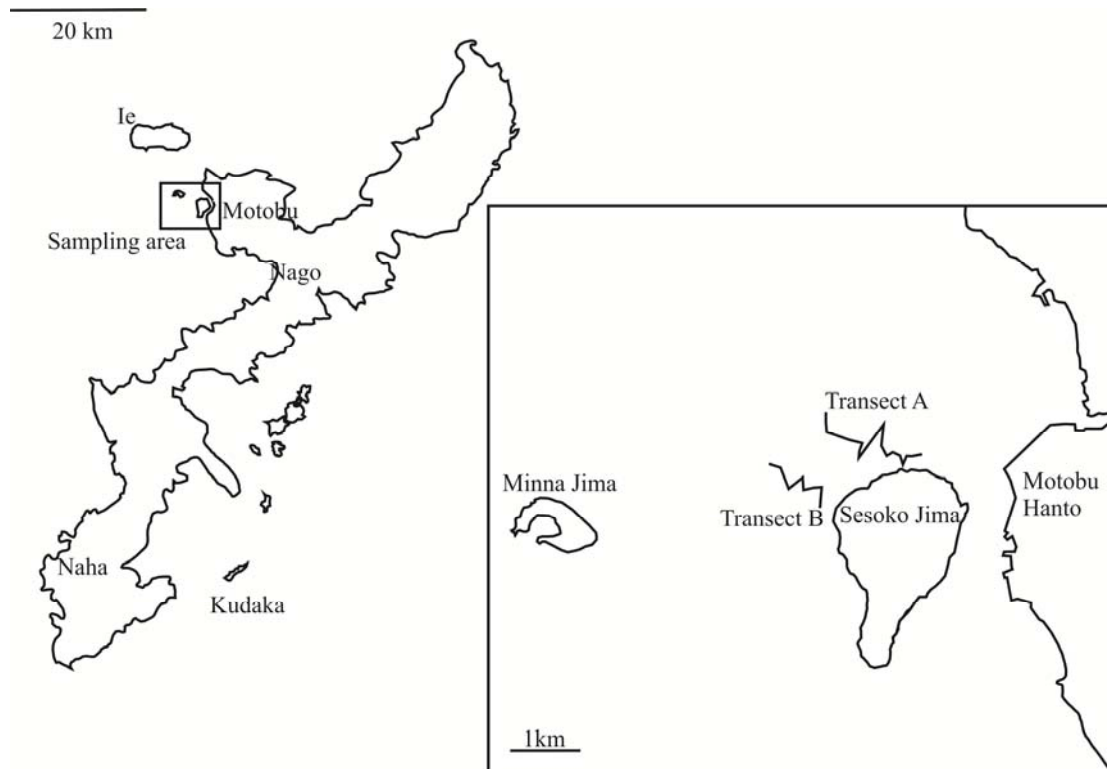 20 km
Ie
Motobu
Sampling area
Nago
Naha
Kudaka
Transect A
Minna Jima
Transect B
Sesoko Jima
Motobu
Hanto
1km